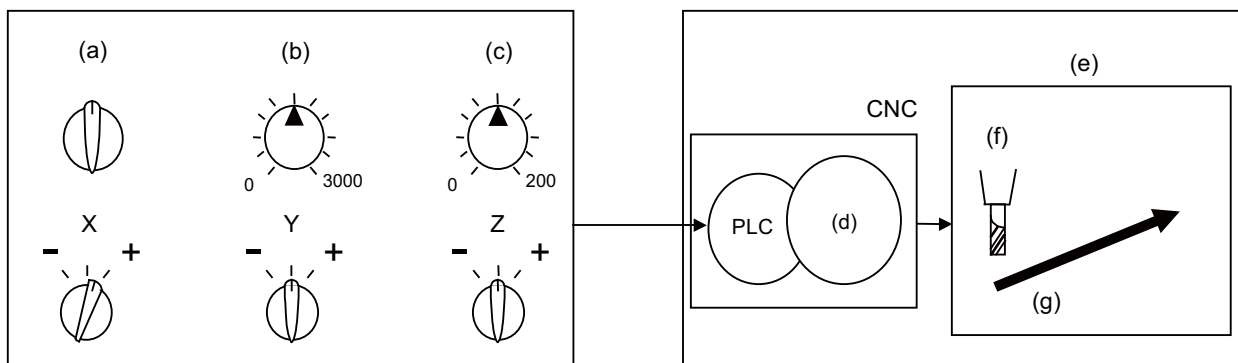 (a) (b) (c)
0 3000 0 200
X Y Z
- + - + - +
CNC
PLC (d)
(e)
(f)
(g)